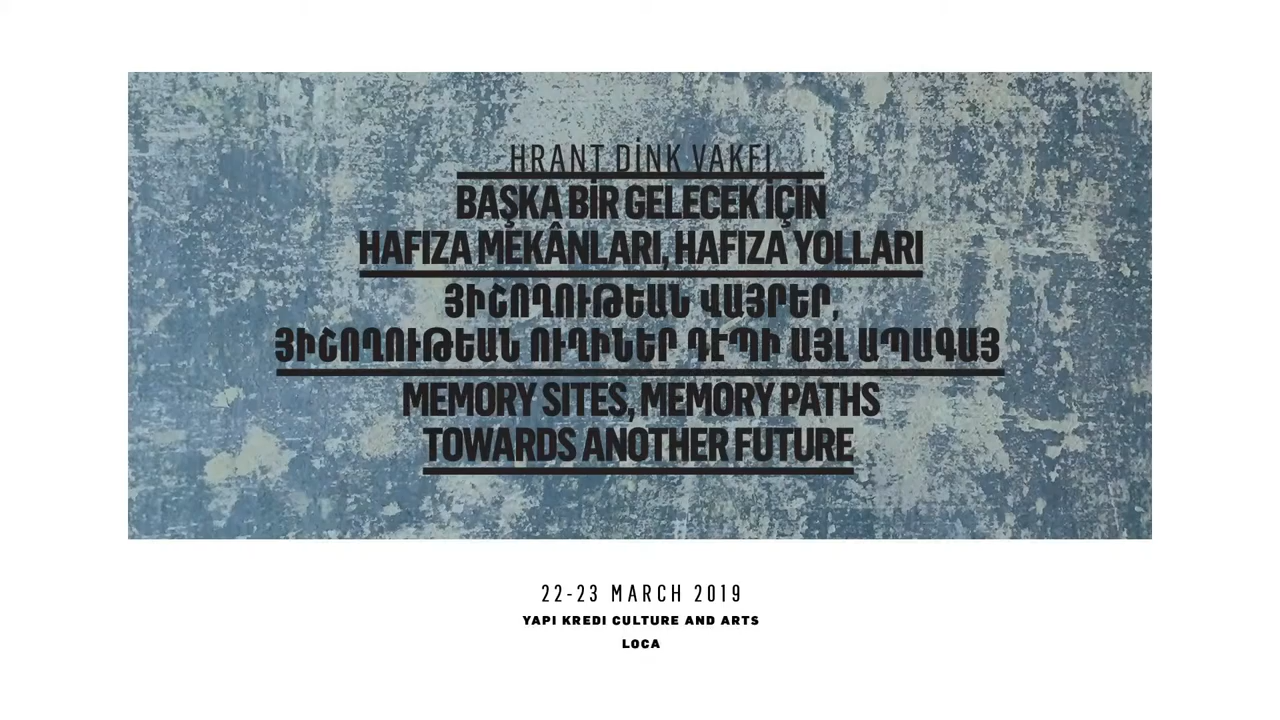 HRANT DİNK VAKFI
BAŞKA BİR GELECEK İÇİN
HAFIZA MEKÂNLARI, HAFIZA YOLLARI
ՅԻՇՈՂՈՒԹԵԱՆ ՎԱՅՐԵՐ,
ՅԻՇՈՂՈՒԹԵԱՆ ՈՒՂԻՆԵՐ ԴԷՊԻ ԱՅԼ ԱՊԱԳԱՅ
MEMORY SITES, MEMORY PATHS
TOWARDS ANOTHER FUTURE
22-23 MARCH 2019
YAPI KREDI CULTURE AND ARTS
LOCA